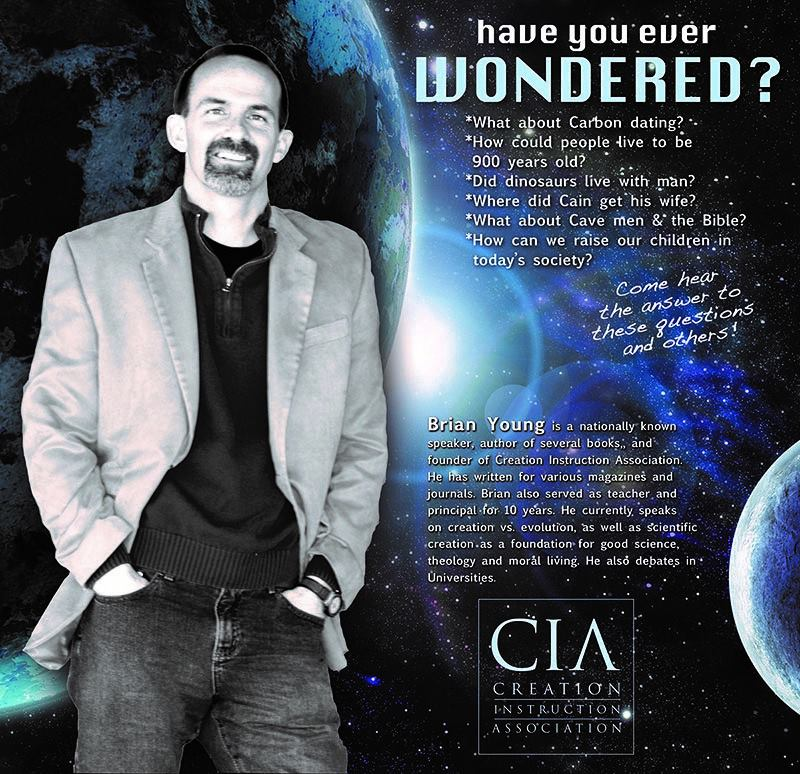 have you ever
WONDERED?
*What about Carbon dating?
*How could people live to be
900 years old?
*Did dinosaurs live with man?
*Where did Cain get his wife?
*What about Cave men & the Bible?
*How can we raise our children in
today's society?
Come hear
the answer to
these questions
and others!
Brian Young is a nationally known
speaker, author of several books,, and
founder of Creation Instruction Association.
He has written for various magazines and
journals. Brian also served as teacher and
principal for 10 years. He currently speaks
on creation vs. evolution, as well as scientific
creation as a foundation for good science,
theology and moral living. He also debates in
Universities.
CIA
CREATION
INSTRUCTION
ASSOCIATION